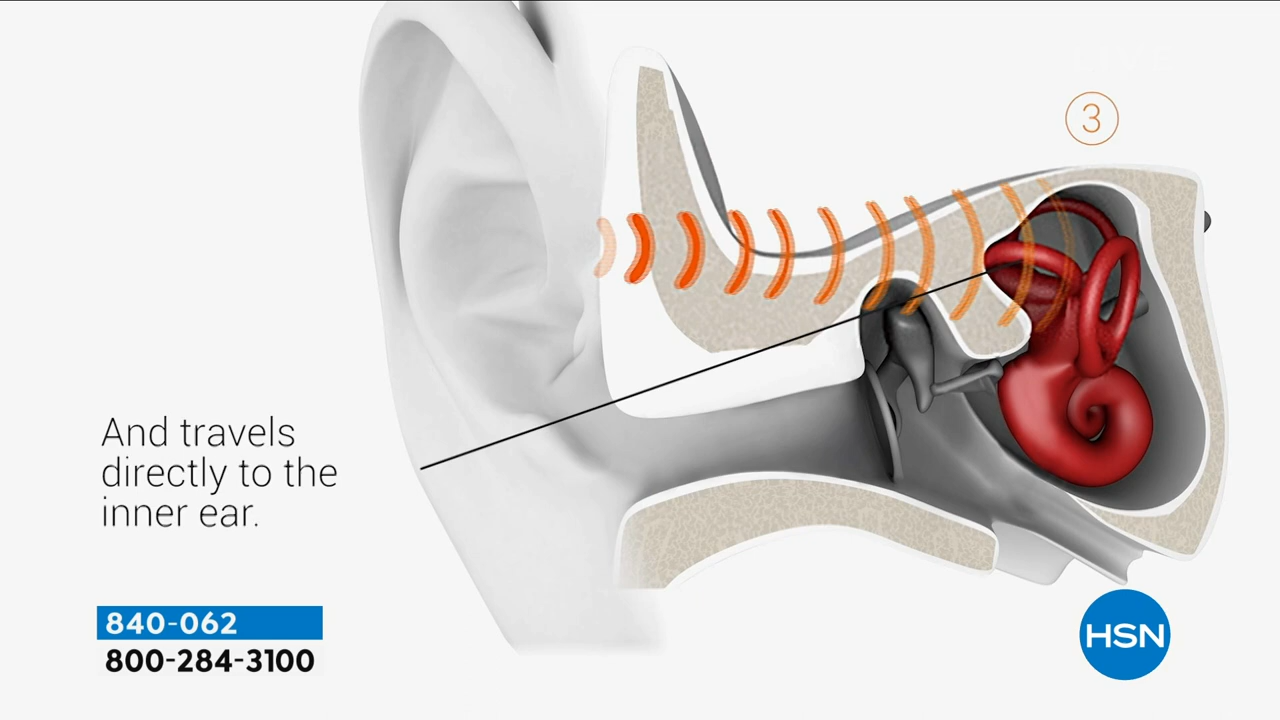 3
And travels
directly to the
inner ear.
840-062
800-284-3100
HSN